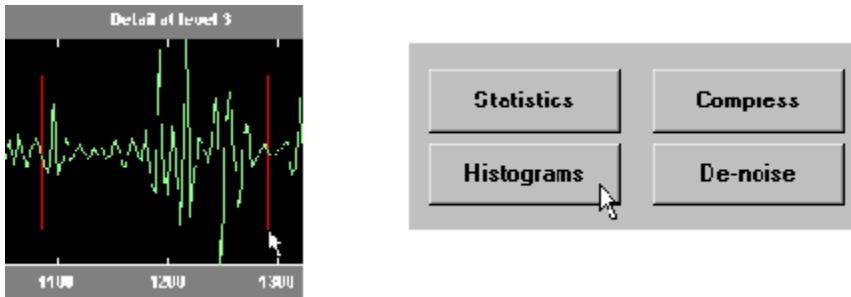 Detail at level 3
1100 1200 1300
Statistics Compress
Histograms De-noise